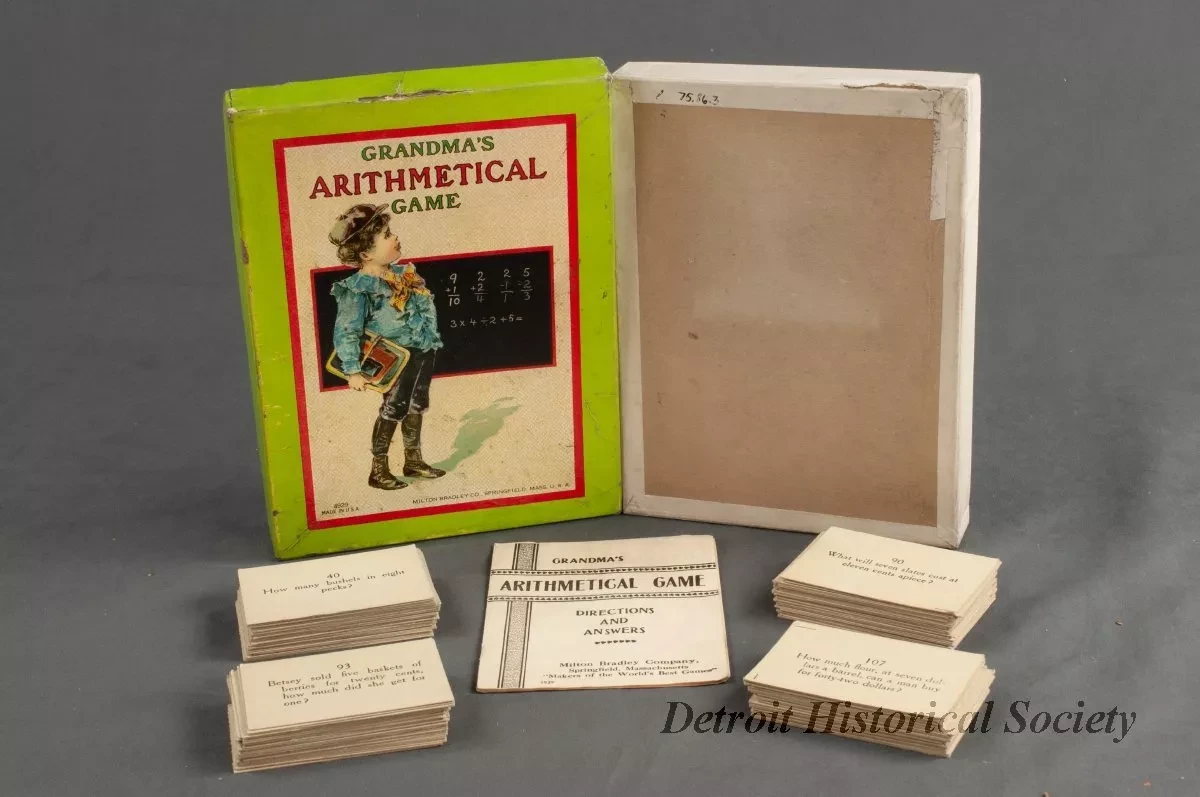 75.86.3
GRANDMA'S
ARITHMETICAL
GAME
9 2 2 5
+1 +2 -1 -2
10 4 1 3
3 x 4 ÷ 2 + 5 =
MILTON BRADLEY CO., SPRINGFIELD, MASS. U.S.A.
4929
MADE IN U.S.A.
40
How many bushels in eight
pecks?
93
Betsey sold five baskets of
berries for twenty cents,
how much did she get for
one?
GRANDMA'S
ARITHMETICAL GAME
DIRECTIONS
AND
ANSWERS
Milton Bradley Company,
Springfield, Massachusetts
"Makers of the World's Best Games"
90
What will seven slates cost at
eleven cents apiece?
107
How much flour, at seven dol-
lars a barrel, can a man buy
for forty-two dollars?
Detroit Historical Society